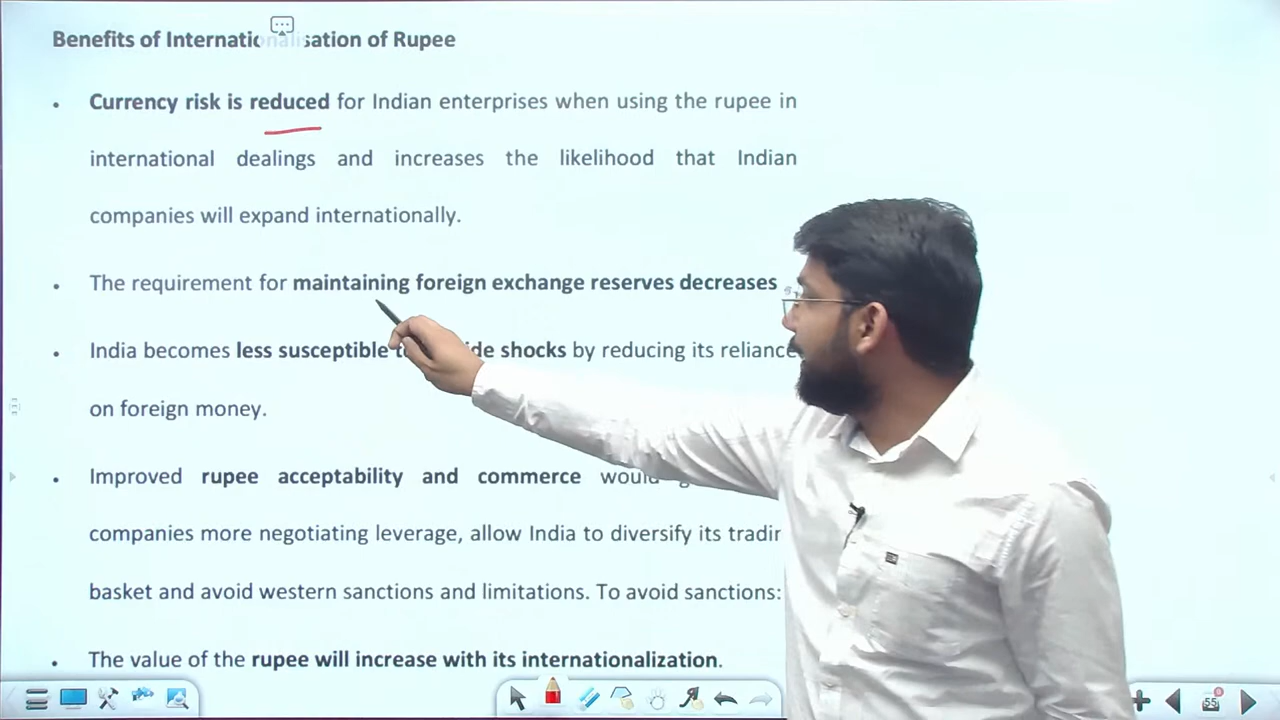 Benefits of Internationalisation of Rupee
• Currency risk is reduced for Indian enterprises when using the rupee in
international dealings and increases the likelihood that Indian
companies will expand internationally.
• The requirement for maintaining foreign exchange reserves decreases
• India becomes less susceptible shocks by reducing its reliance
on foreign money.
• Improved rupee acceptability and commerce would
companies more negotiating leverage, allow India to diversify its
basket and avoid western sanctions and limitations. To avoid sanctions:
• The value of the rupee will increase with its internationalization.
55